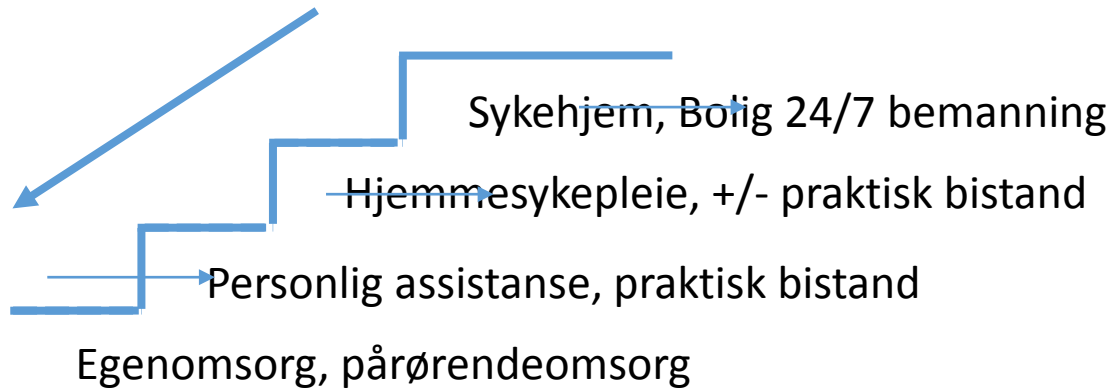 Sykehjem, Bolig 24/7 bemanning
Hjemmesykepleie, +/- praktisk bistand
Personlig assistanse, praktisk bistand
Egenomsorg, pårørendeomsorg